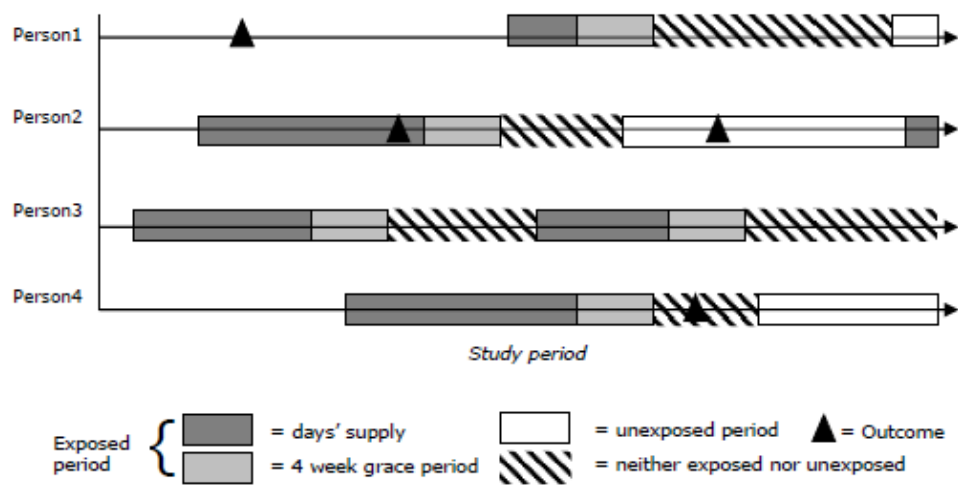 Person1
Person2
Person3
Person4
Study period
Exposed period
= days' supply
= 4 week grace period
= unexposed period
= Outcome
= neither exposed nor unexposed